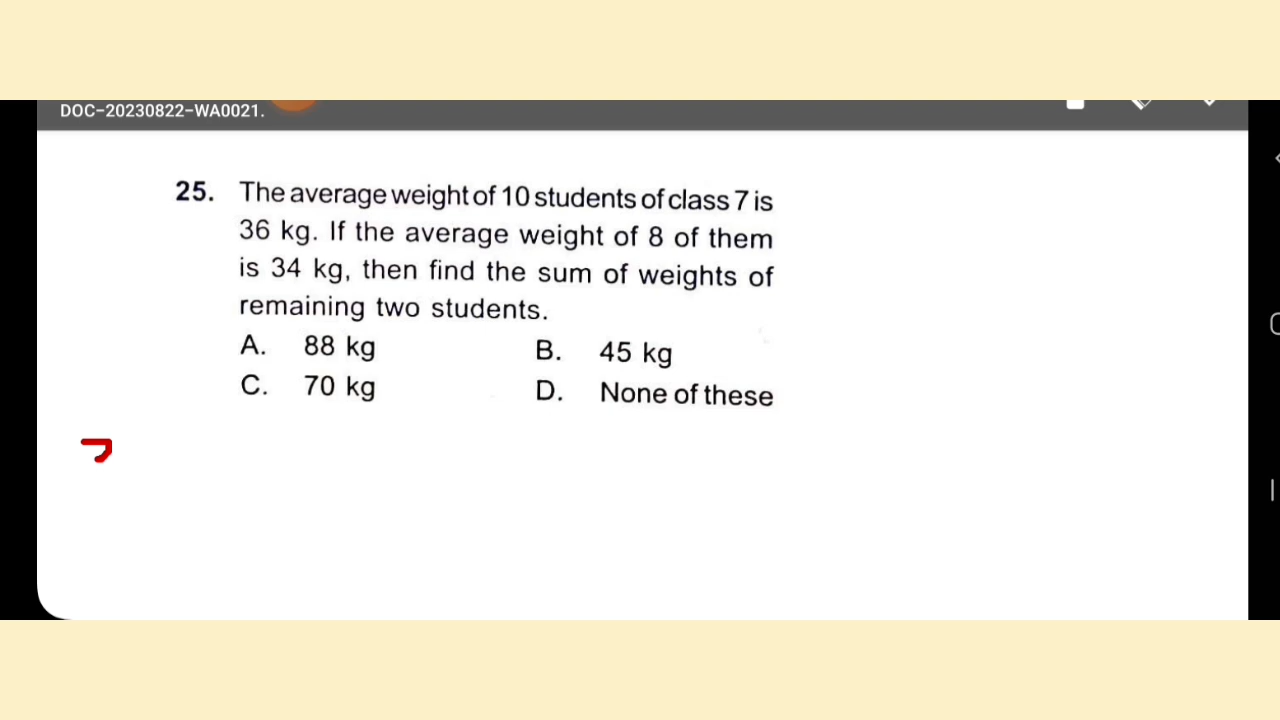 DOC-20230822-WA0021.
25. The average weight of 10 students of class 7 is
36 kg. If the average weight of 8 of them
is 34 kg, then find the sum of weights of
remaining two students.
A. 88 kg B. 45 kg
C. 70 kg D. None of these